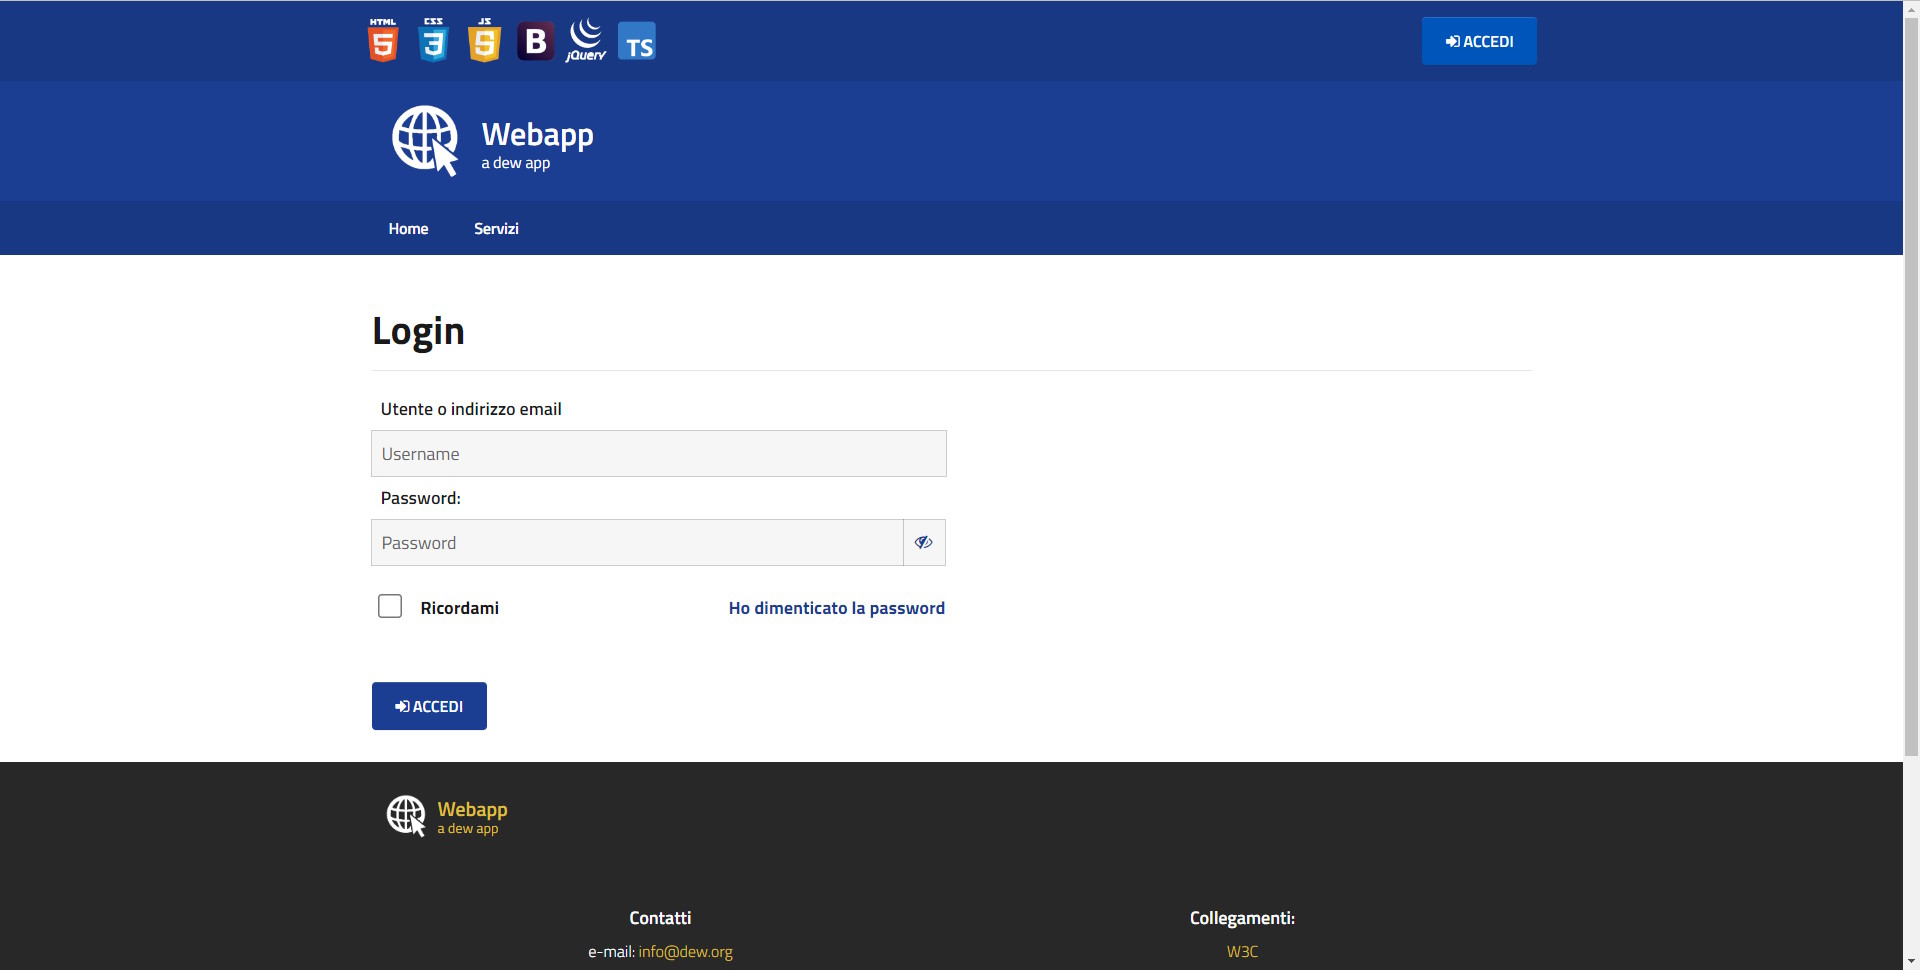 HTML CSS JS
5 3 5 B jQuery TS
ACCEDI
Webapp
a dew app
Home Servizi
Login
Utente o indirizzo email
Username
Password:
Password
Ricordami Ho dimenticato la password
ACCEDI
Webapp
a dew app
Contatti Collegamenti:
e-mail: info@dew.org W3C